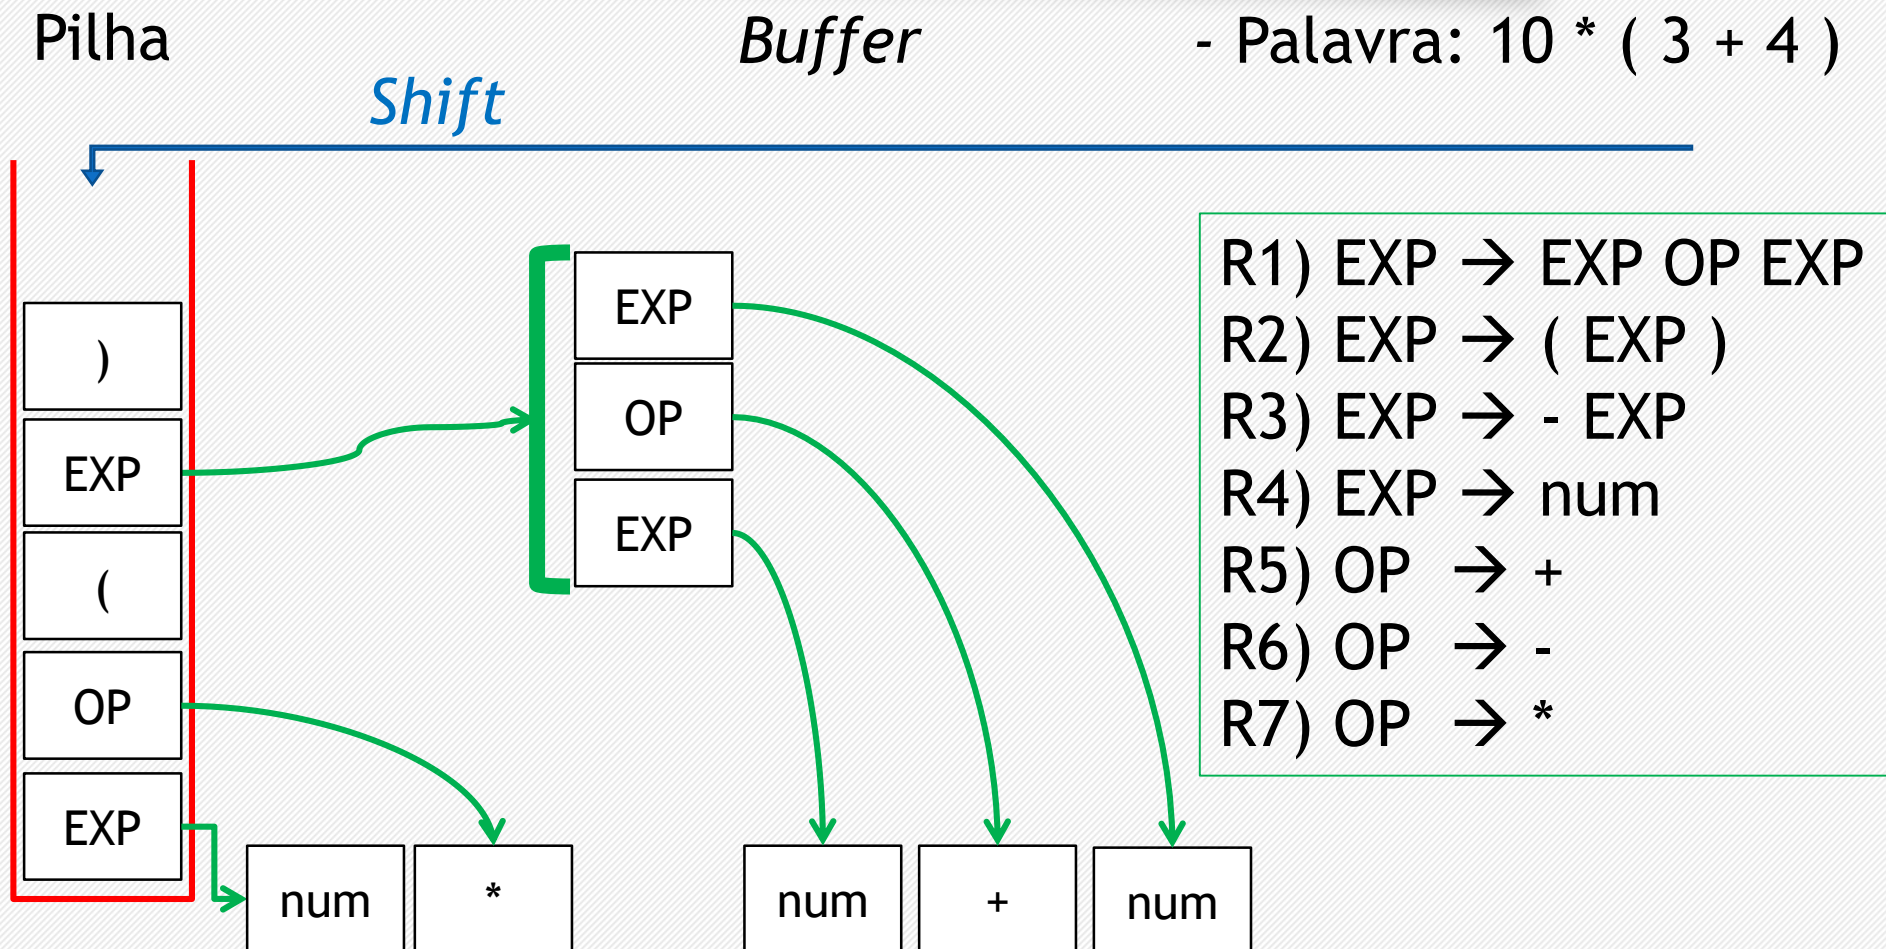 Pilha
Buffer
- Palavra: 10 * ( 3 + 4 )
Shift
)
EXP
(
OP
EXP
EXP
OP
EXP
num
*
num
+
num
R1) EXP → EXP OP EXP
R2) EXP → ( EXP )
R3) EXP → - EXP
R4) EXP → num
R5) OP → +
R6) OP → -
R7) OP → *